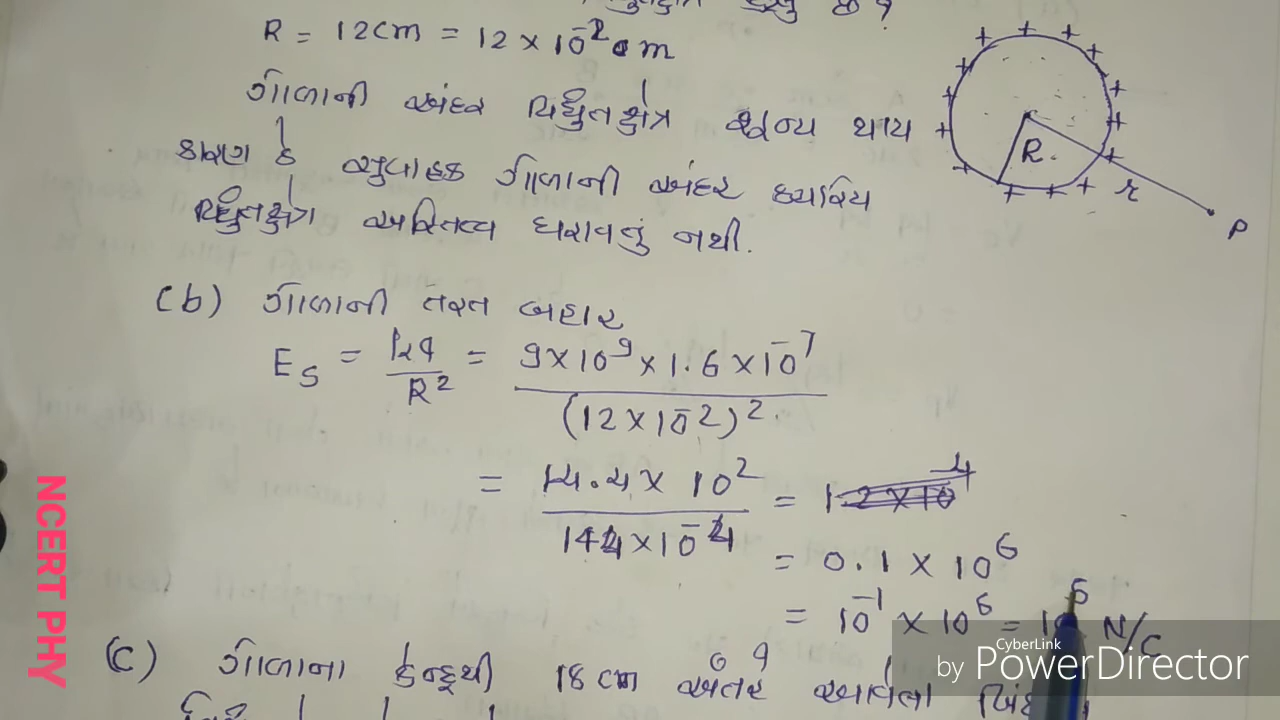 R = 12cm = 12 × 10⁻² m
ગોળાની અંદર વિદ્યુતક્ષેત્ર શૂન્ય થાય
કારણ કે સુવાહક ગોળાની અંદર ક્યારેય
વિદ્યુતક્ષેત્ર અસ્તિત્વ ધરાવતું નથી.
R.
r
P
(b) ગોળાની તરત બહાર
E_S = kq / R² = 9×10⁹ × 1.6 × 10⁻⁷ / (12×10⁻²)²
= 14.4 × 10² / 144 × 10⁻⁴ =
= 0.1 × 10⁶
= 10⁻¹ × 10⁶ = 10⁵ N/C
(c) ગોળાના કેન્દ્રથી 18 cm અંતરે આવેલા
NCERT PHY
CyberLink
by PowerDirector